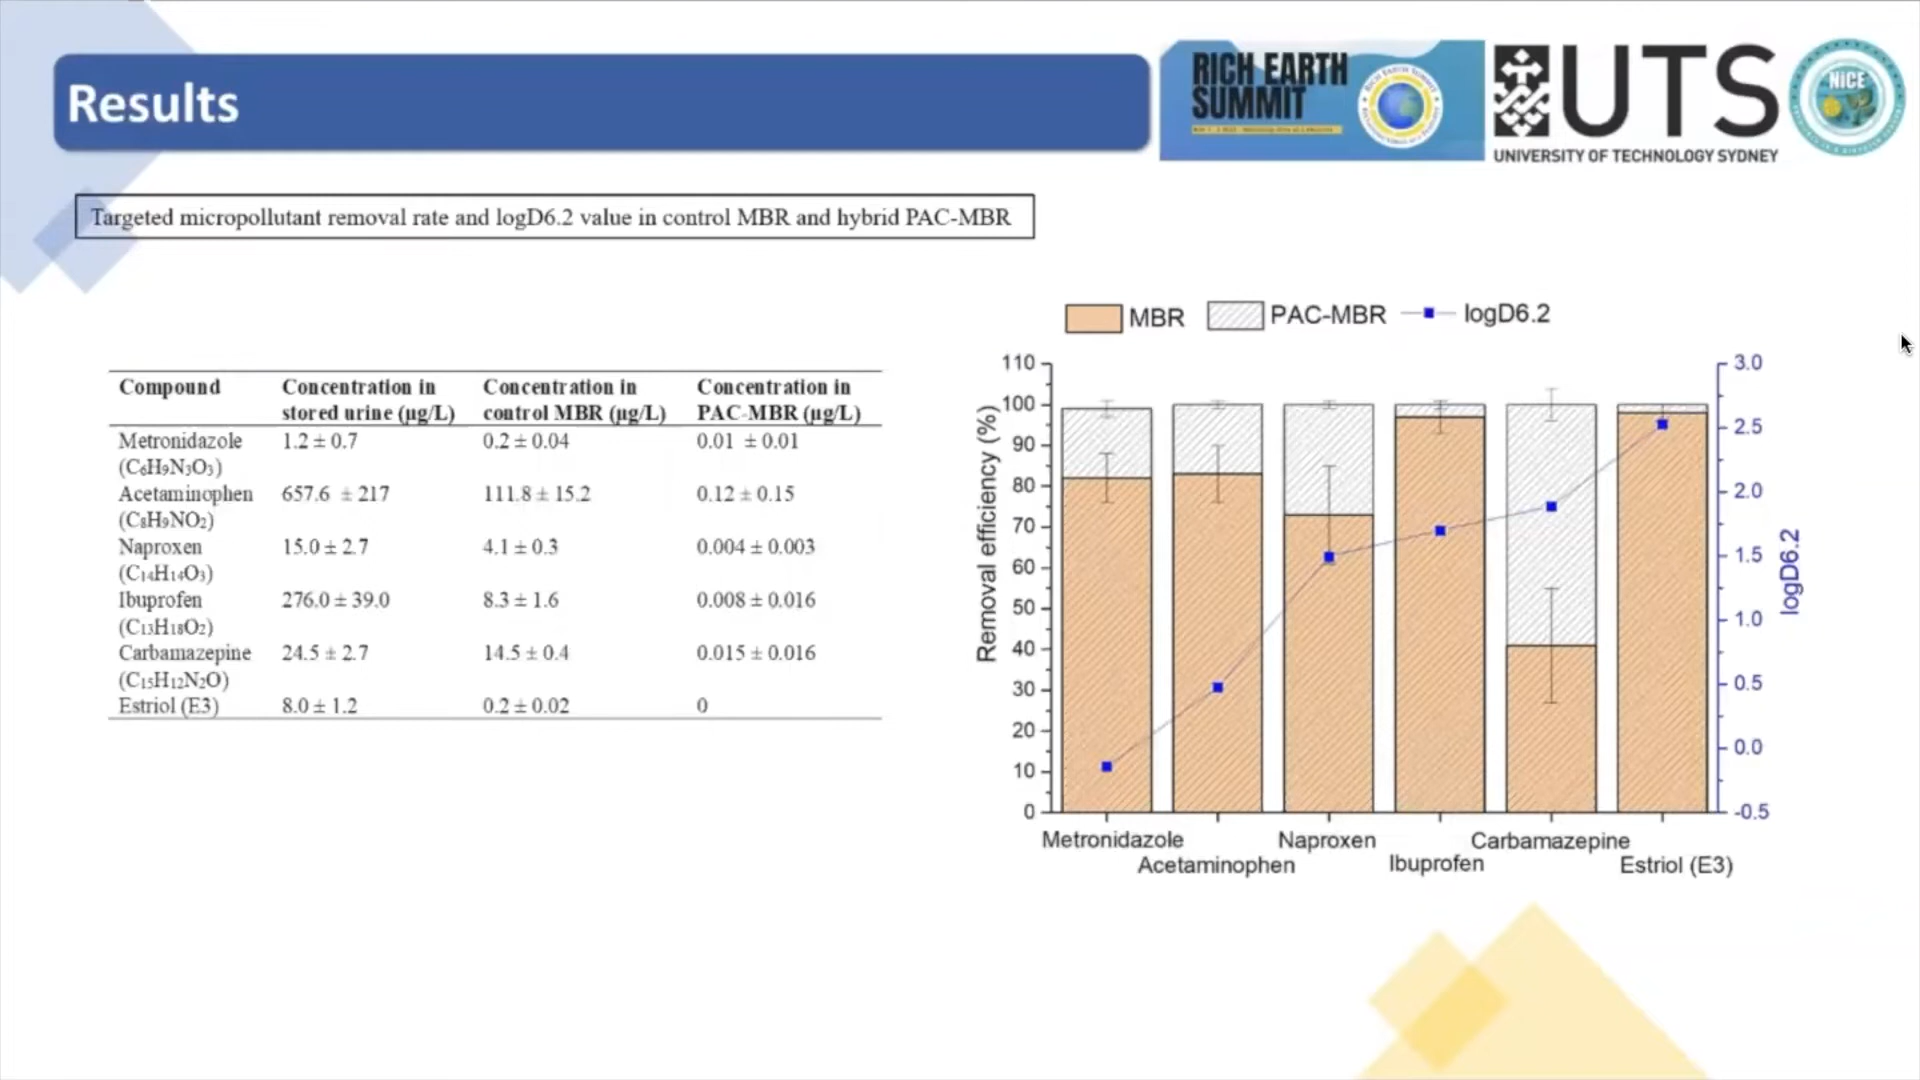 Results
RICH EARTH
SUMMIT
UTS
UNIVERSITY OF TECHNOLOGY SYDNEY
NiCE
Targeted micropollutant removal rate and logD6.2 value in control MBR and hybrid PAC-MBR
Compound Concentration in Concentration in Concentration in
stored urine (µg/L) control MBR (µg/L) PAC-MBR (µg/L)
Metronidazole 1.2 ± 0.7 0.2 ± 0.04 0.01 ± 0.01
(C₆H₉N₃O₃)
Acetaminophen 657.6 ± 217 111.8 ± 15.2 0.12 ± 0.15
(C₈H₉NO₂)
Naproxen 15.0 ± 2.7 4.1 ± 0.3 0.004 ± 0.003
(C₁₄H₁₄O₃)
Ibuprofen 276.0 ± 39.0 8.3 ± 1.6 0.008 ± 0.016
(C₁₃H₁₈O₂)
Carbamazepine 24.5 ± 2.7 14.5 ± 0.4 0.015 ± 0.016
(C₁₅H₁₂N₂O)
Estriol (E3) 8.0 ± 1.2 0.2 ± 0.02 0
MBR PAC-MBR logD6.2
Removal efficiency (%)
110
100
90
80
70
60
50
40
30
20
10
0
3.0
2.5
2.0
1.5
1.0
0.5
0.0
-0.5
logD6.2
Metronidazole Naproxen Carbamazepine
Acetaminophen Ibuprofen Estriol (E3)